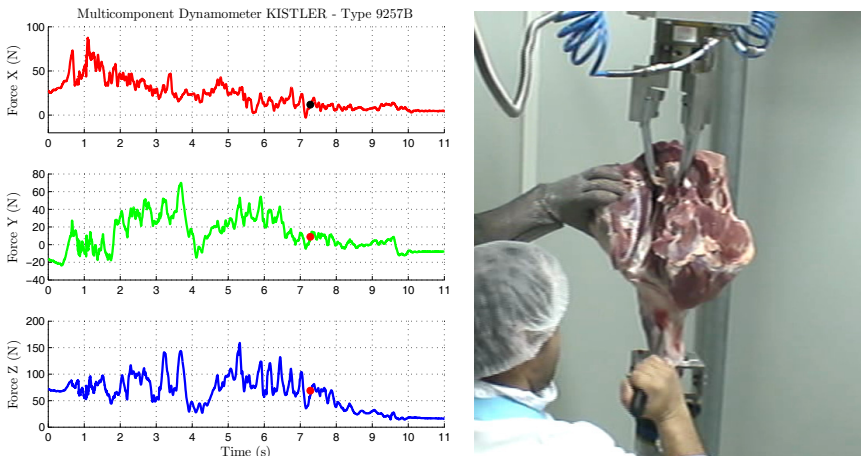 Multicomponent Dynamometer KISTLER - Type 9257B
Force X (N)
100
50
0
0 1 2 3 4 5 6 7 8 9 10 11
Force Y (N)
80
60
40
20
0
−20
−40
0 1 2 3 4 5 6 7 8 9 10 11
Force Z (N)
200
150
100
50
0
0 1 2 3 4 5 6 7 8 9 10 11
Time (s)